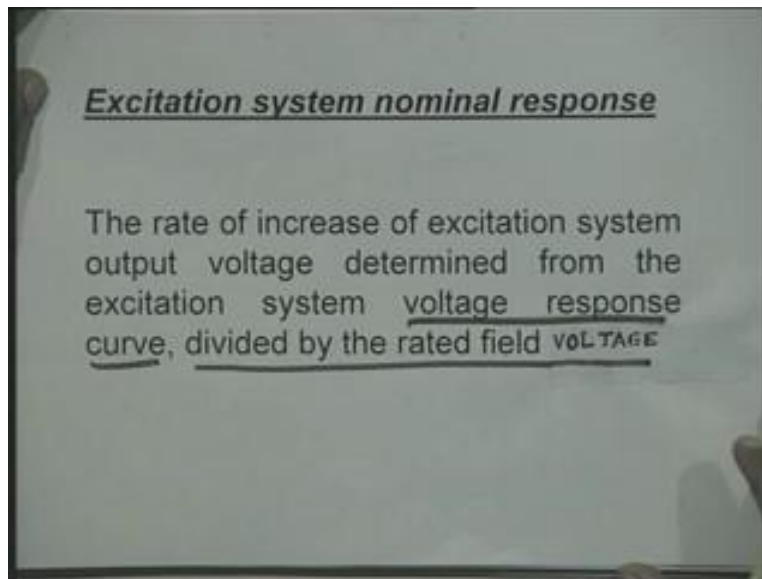 Excitation system nominal response
The rate of increase of excitation system
output voltage determined from the
excitation system voltage response
curve, divided by the rated field VOLTAGE